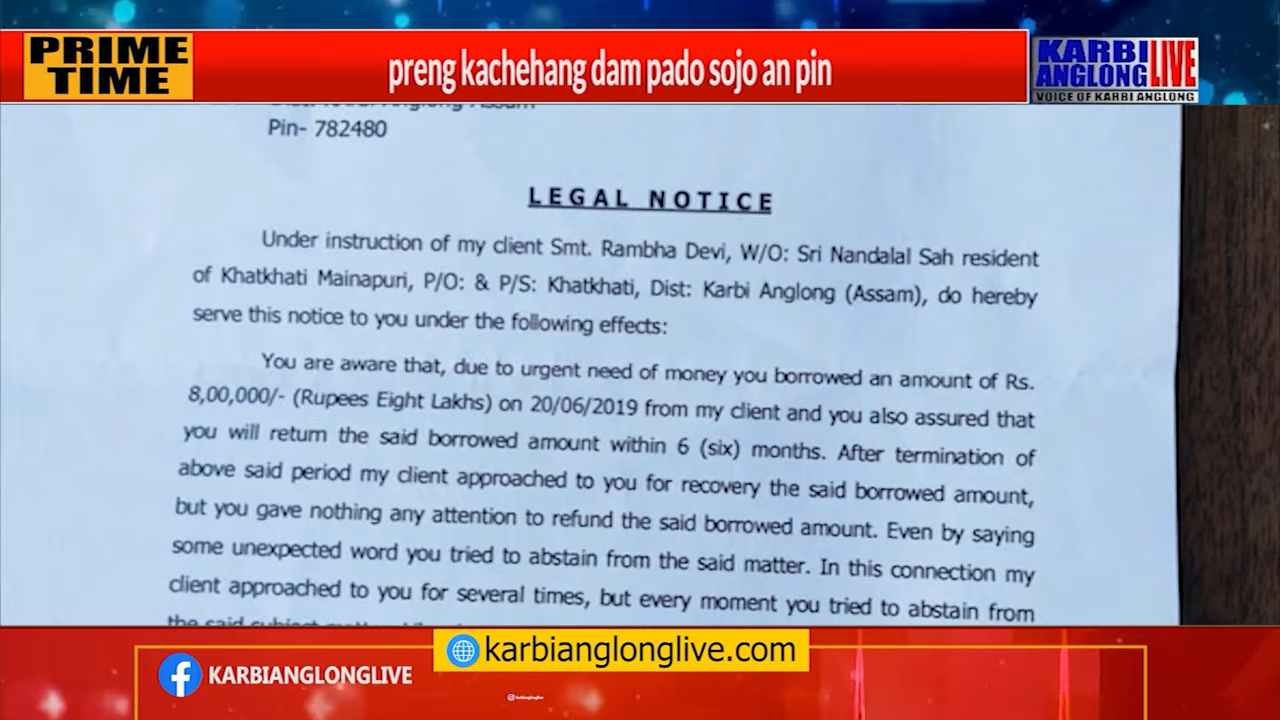 PRIME
TIME
preng kachehang dam pado sojo an pin
KARBI
ANGLONG LIVE
VOICE OF KARBI ANGLONG
Pin- 782480
LEGAL NOTICE
Under instruction of my client Smt. Rambha Devi, W/O: Sri Nandalal Sah resident
of Khatkhati Mainapuri, P/O: & P/S: Khatkhati, Dist: Karbi Anglong (Assam), do hereby
serve this notice to you under the following effects:
You are aware that, due to urgent need of money you borrowed an amount of Rs.
8,00,000/- (Rupees Eight Lakhs) on 20/06/2019 from my client and you also assured that
you will return the said borrowed amount within 6 (six) months. After termination of
above said period my client approached to you for recovery the said borrowed amount,
but you gave nothing any attention to refund the said borrowed amount. Even by saying
some unexpected word you tried to abstain from the said matter. In this connection my
client approached to you for several times, but every moment you tried to abstain from
the said subject
karbianglonglive.com
KARBIANGLONGLIVE
karbianglonglive